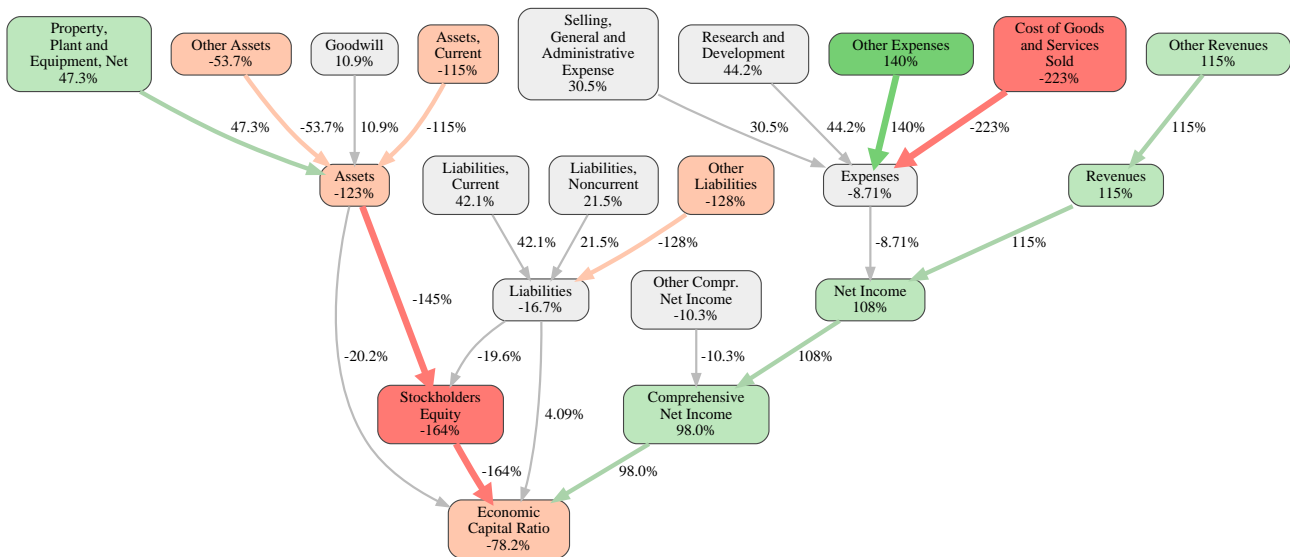 Property,
Plant and
Equipment, Net
47.3%
Other Assets
-53.7%
Goodwill
10.9%
Assets,
Current
-115%
Selling,
General and
Administrative
Expense
30.5%
Research and
Development
44.2%
Other Expenses
140%
Cost of Goods
and Services
Sold
-223%
Other Revenues
115%
47.3%
-53.7%
10.9%
-115%
30.5%
44.2%
140%
-223%
115%
Assets
-123%
Liabilities,
Current
42.1%
Liabilities,
Noncurrent
21.5%
Other
Liabilities
-128%
Expenses
-8.71%
Revenues
115%
42.1%
21.5%
-128%
-8.71%
115%
-145%
Liabilities
-16.7%
Other Compr.
Net Income
-10.3%
Net Income
108%
-20.2%
-19.6%
-10.3%
108%
Stockholders
Equity
-164%
4.09%
Comprehensive
Net Income
98.0%
-164%
98.0%
Economic
Capital Ratio
-78.2%